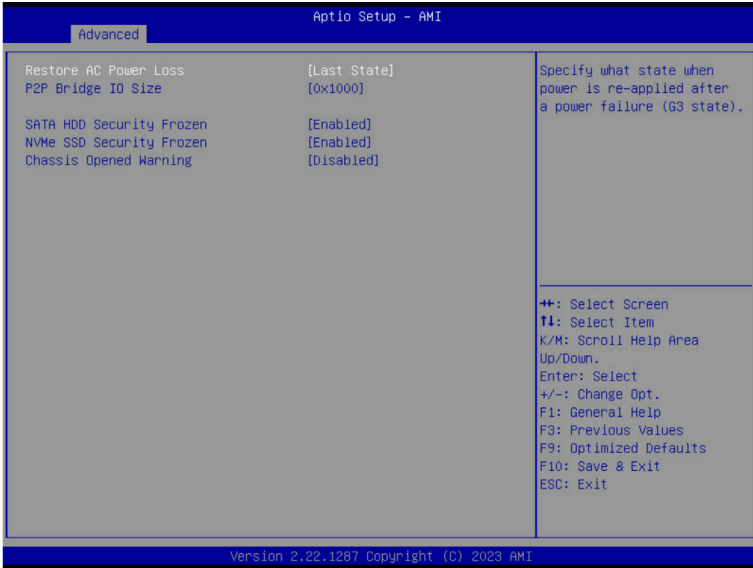 Aptio Setup – AMI
Advanced
Restore AC Power Loss [Last State]
P2P Bridge IO Size [0x1000]
SATA HDD Security Frozen [Enabled]
NVMe SSD Security Frozen [Enabled]
Chassis Opened Warning [Disabled]
Specify what state when
power is re-applied after
a power failure (G3 state).
→←: Select Screen
↑↓: Select Item
K/M: Scroll Help Area
Up/Down.
Enter: Select
+/-: Change Opt.
F1: General Help
F3: Previous Values
F9: Optimized Defaults
F10: Save & Exit
ESC: Exit
Version 2.22.1287 Copyright (C) 2023 AMI